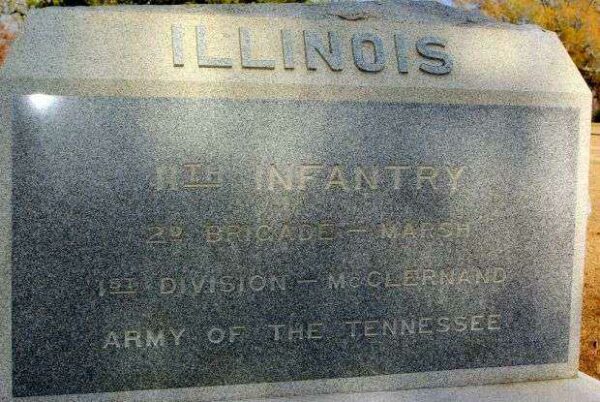 ILLINOIS
11TH INFANTRY
2D BRIGADE — MARSH
1ST DIVISION — McCLERNAND
ARMY OF THE TENNESSEE